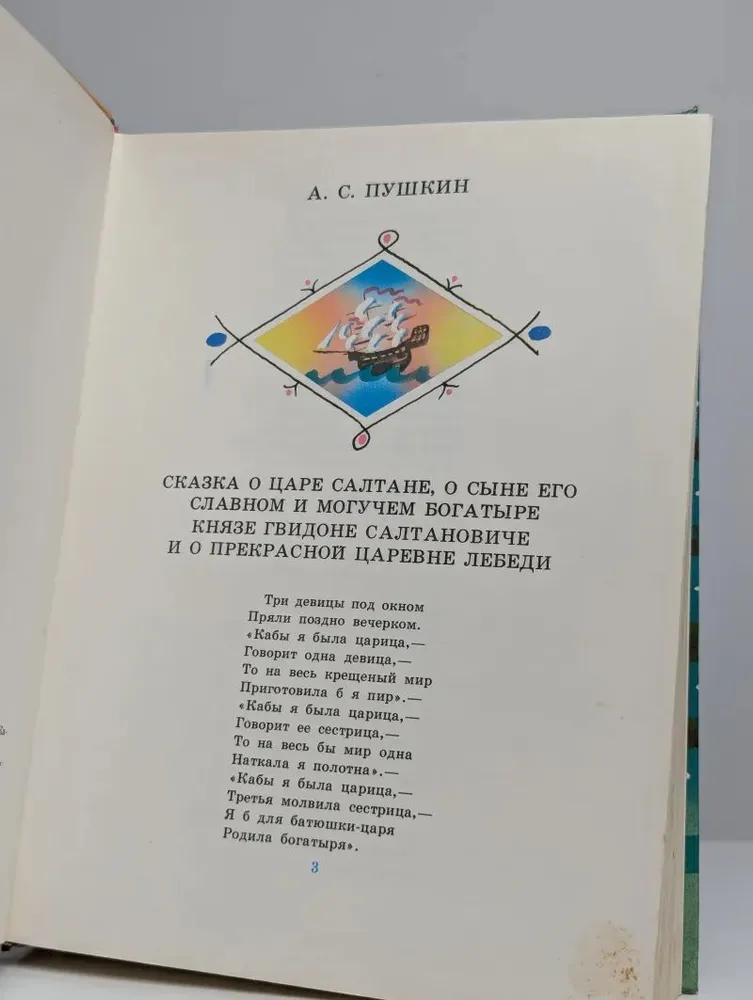 А. С. ПУШКИН
СКАЗКА О ЦАРЕ САЛТАНЕ, О СЫНЕ ЕГО
СЛАВНОМ И МОГУЧЕМ БОГАТЫРЕ
КНЯЗЕ ГВИДОНЕ САЛТАНОВИЧЕ
И О ПРЕКРАСНОЙ ЦАРЕВНЕ ЛЕБЕДИ
Три девицы под окном
Пряли поздно вечерком.
«Кабы я была царица,—
Говорит одна девица,—
То на весь крещеный мир
Приготовила б я пир».—
«Кабы я была царица,—
Говорит ее сестрица,—
То на весь бы мир одна
Наткала я полотна».—
«Кабы я была царица,—
Третья молвила сестрица,—
Я б для батюшки-царя
Родила богатыря».
3